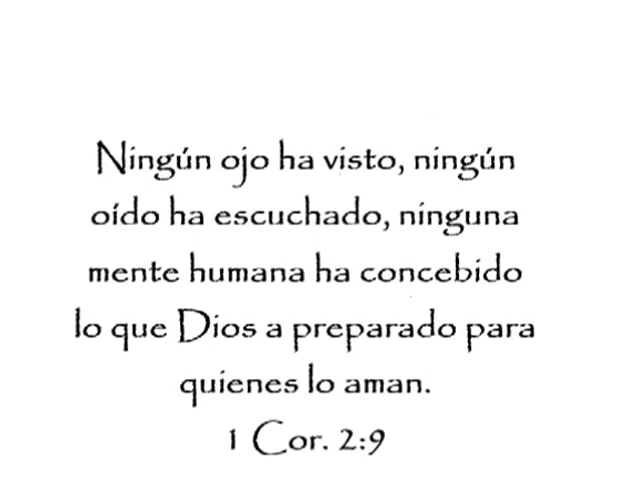 Ningún ojo ha visto, ningún
oído ha escuchado, ninguna
mente humana ha concebido
lo que Dios a preparado para
quienes lo aman.
1 Cor. 2:9